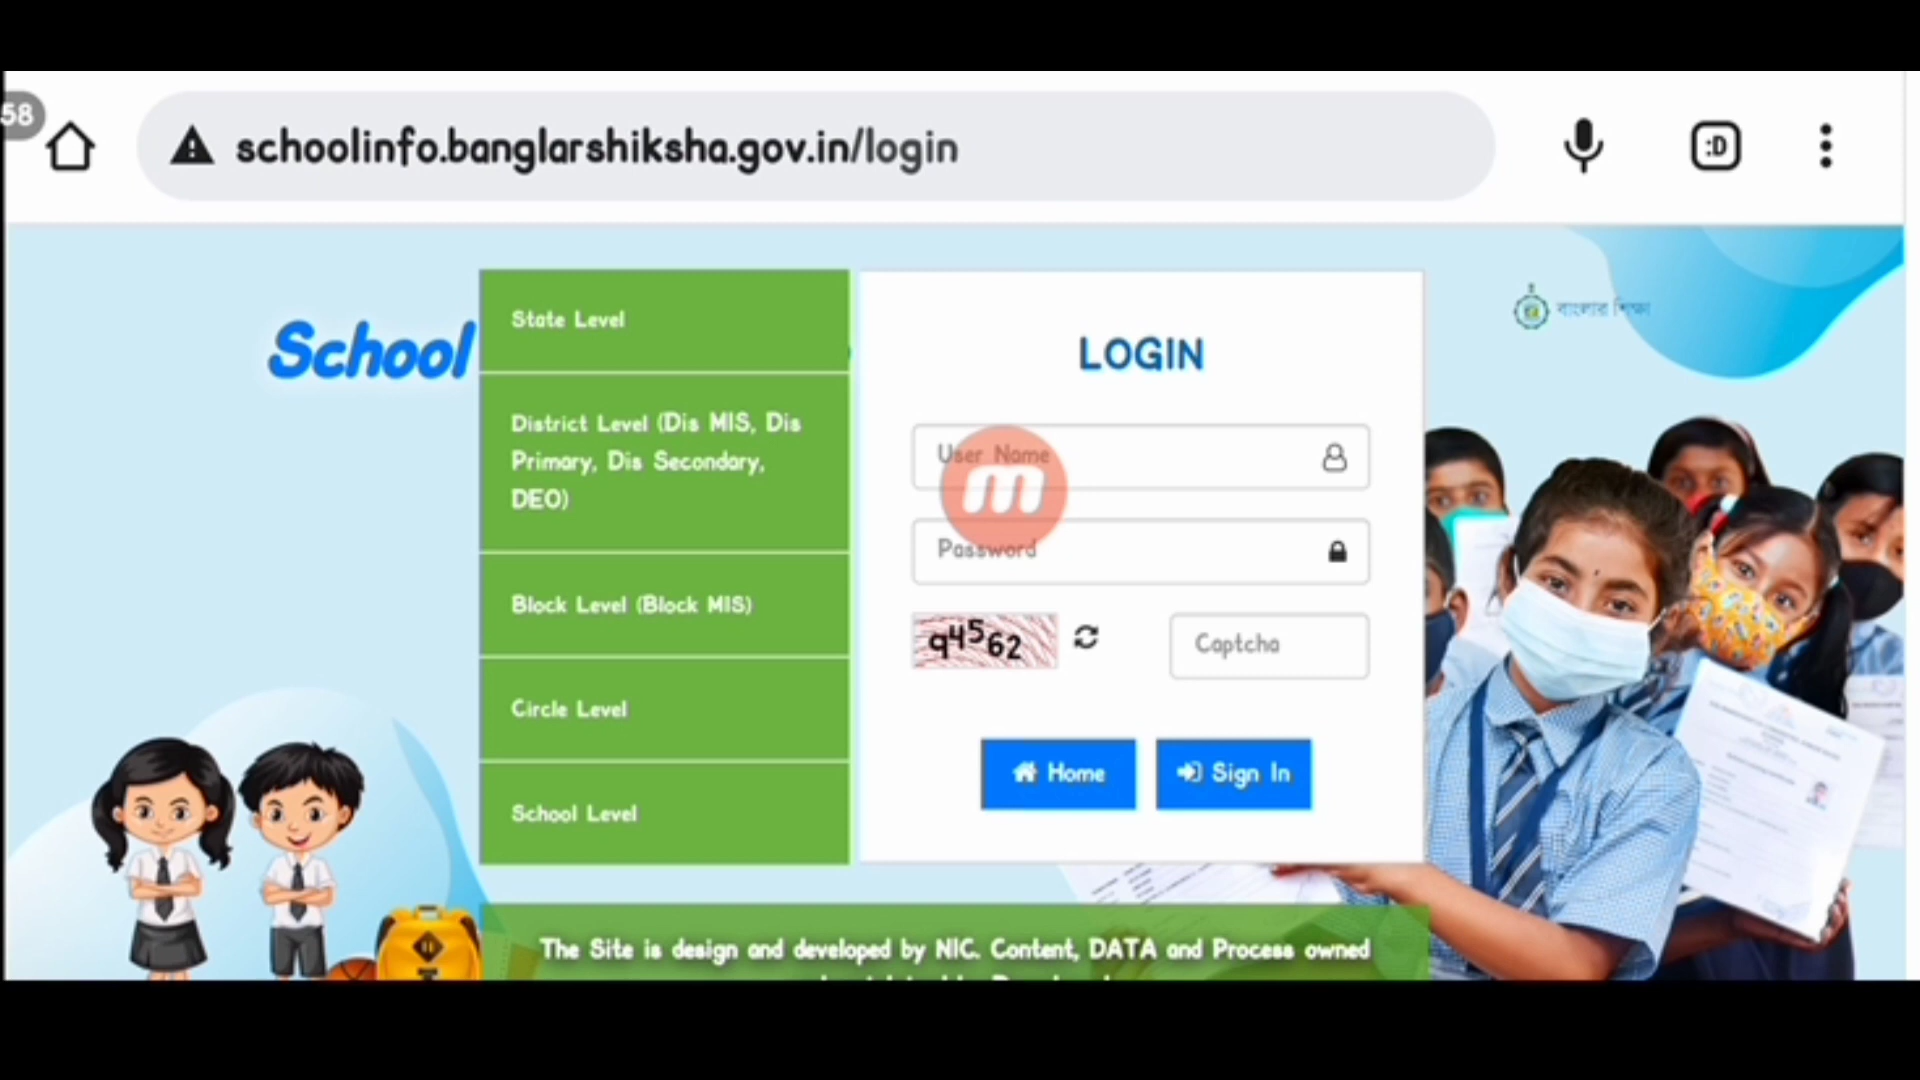 58
schoolinfo.banglarshiksha.gov.in/login
:D
School
State Level
District Level (Dis MIS, Dis
Primary, Dis Secondary,
DEO)
Block Level (Block MIS)
Circle Level
School Level
LOGIN
User Name
Password
94562
Captcha
Home
Sign In
বাংলার শিক্ষা
The Site is design and developed by NIC. Content, DATA and Process owned